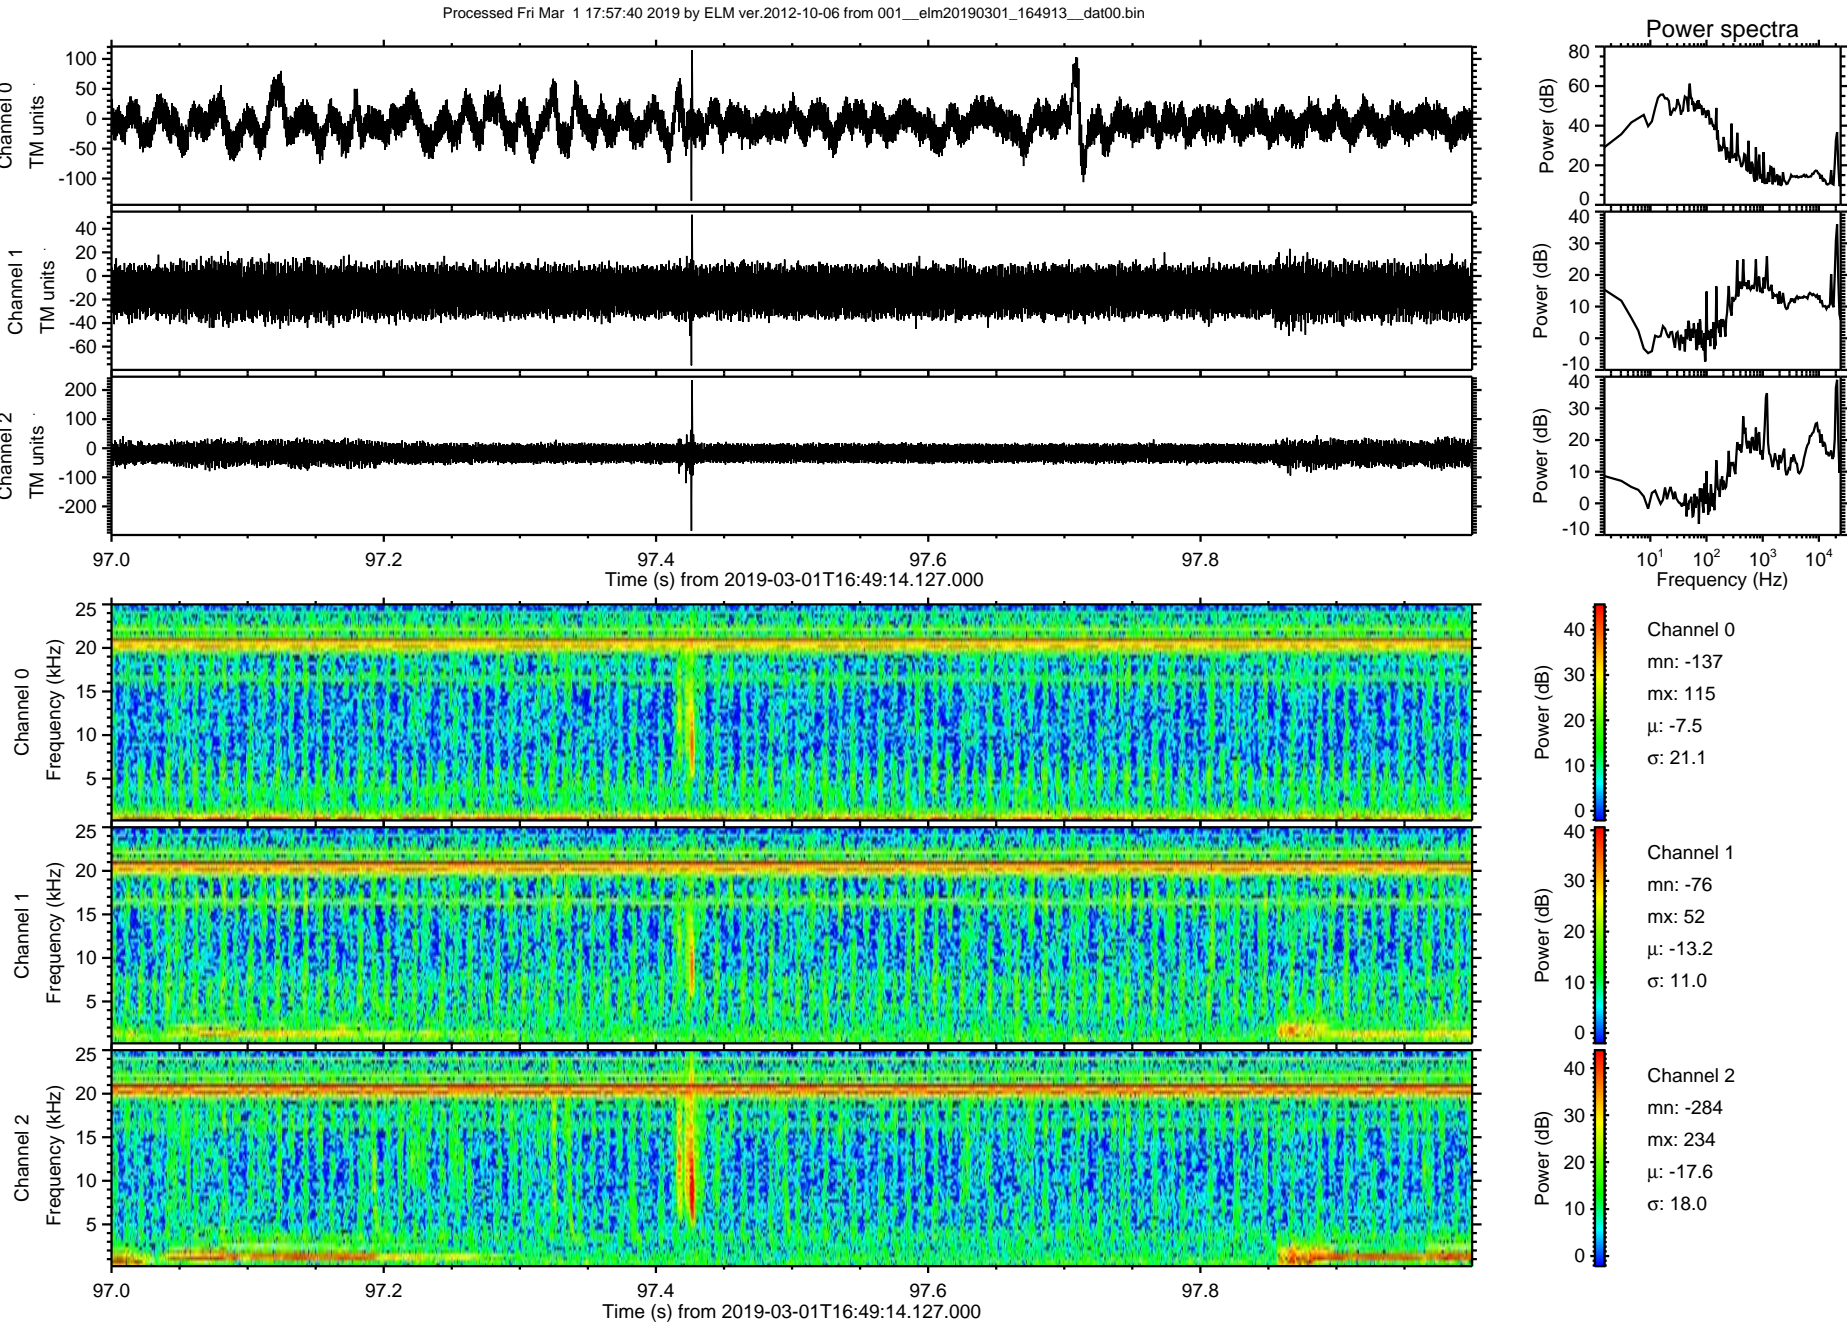 Processed Fri Mar  1 17:57:40 2019 by ELM ver.2012-10-06 from 001__elm20190301_164913__dat00.bin
Power spectra
Channel 0
TM units
100
50
0
-50
-100
Power (dB)
80
60
40
20
0
Channel 1
TM units
40
20
0
-20
-40
-60
Power (dB)
40
30
20
10
0
-10
Channel 2
TM units
200
100
0
-100
-200
Power (dB)
40
30
20
10
0
-10
97.0 97.2 97.4 97.6 97.8
Time (s) from 2019-03-01T16:49:14.127.000
10¹ 10² 10³ 10⁴
Frequency (Hz)
Channel 0
Frequency (kHz)
25
20
15
10
5
Power (dB)
40
30
20
10
0
Channel 0
mn: -137
mx: 115
μ: -7.5
σ: 21.1
Channel 1
Frequency (kHz)
25
20
15
10
5
Power (dB)
40
30
20
10
0
Channel 1
mn: -76
mx: 52
μ: -13.2
σ: 11.0
Channel 2
Frequency (kHz)
25
20
15
10
5
Power (dB)
40
30
20
10
0
Channel 2
mn: -284
mx: 234
μ: -17.6
σ: 18.0
97.0 97.2 97.4 97.6 97.8
Time (s) from 2019-03-01T16:49:14.127.000